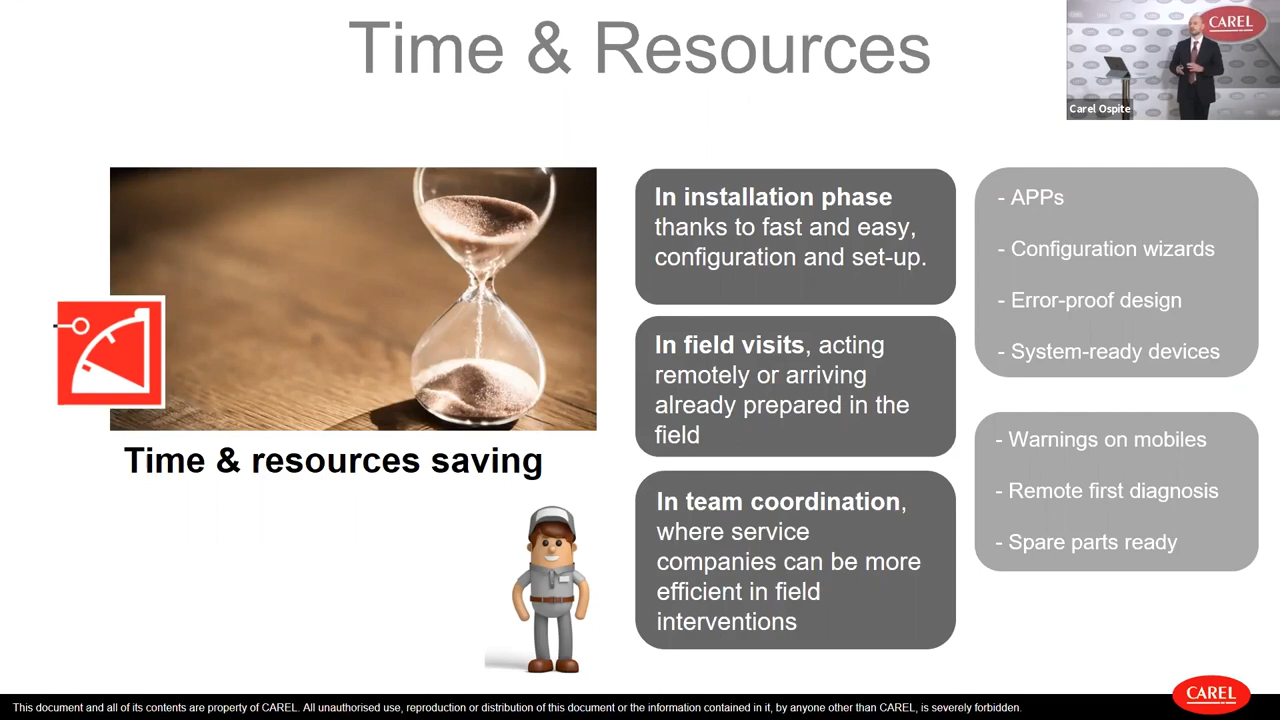 Time & Resources
CAREL
Carel Ospite
In installation phase
thanks to fast and easy,
configuration and set-up.
- APPs
- Configuration wizards
- Error-proof design
- System-ready devices
In field visits, acting
remotely or arriving
already prepared in the
field
- Warnings on mobiles
- Remote first diagnosis
- Spare parts ready
Time & resources saving
In team coordination,
where service
companies can be more
efficient in field
interventions
This document and all of its contents are property of CAREL. All unauthorised use, reproduction or distribution of this document or the information contained in it, by anyone other than CAREL, is severely forbidden.
CAREL